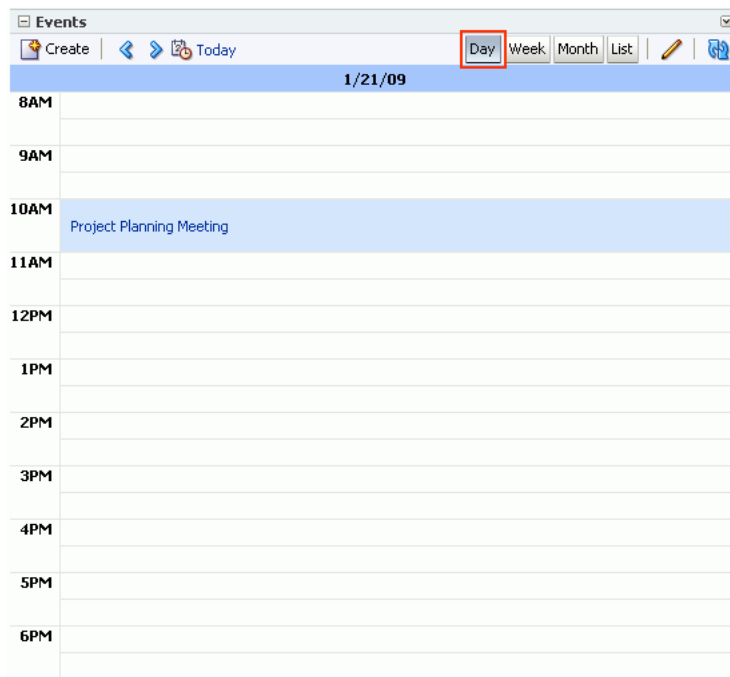 Events
Create Today Day Week Month List
1/21/09
8AM
9AM
10AM
Project Planning Meeting
11AM
12PM
1PM
2PM
3PM
4PM
5PM
6PM